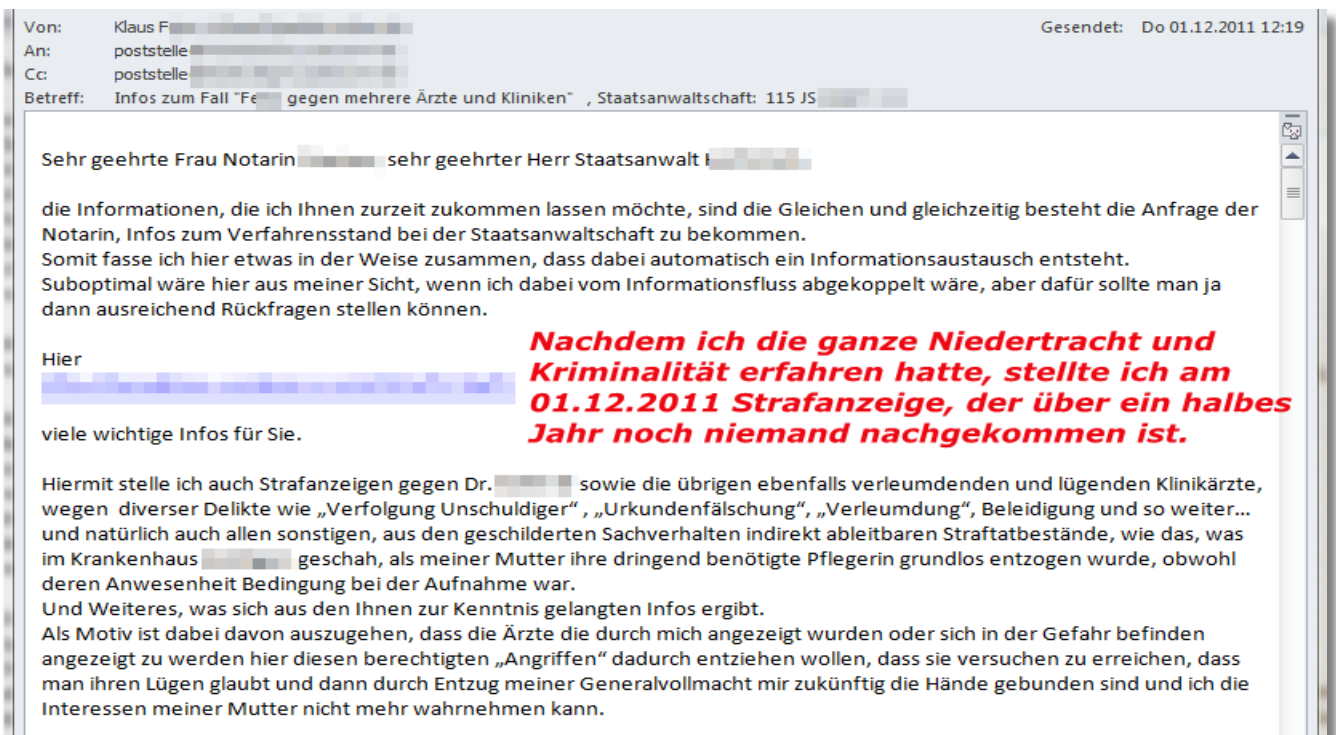 Von: Klaus F
Gesendet: Do 01.12.2011 12:19
An: poststelle
Cc: poststelle
Betreff: Infos zum Fall "Fe gegen mehrere Ärzte und Kliniken" , Staatsanwaltschaft: 115 JS
Sehr geehrte Frau Notarin sehr geehrter Herr Staatsanwalt
die Informationen, die ich Ihnen zurzeit zukommen lassen möchte, sind die Gleichen und gleichzeitig besteht die Anfrage der
Notarin, Infos zum Verfahrensstand bei der Staatsanwaltschaft zu bekommen.
Somit fasse ich hier etwas in der Weise zusammen, dass dabei automatisch ein Informationsaustausch entsteht.
Suboptimal wäre hier aus meiner Sicht, wenn ich dabei vom Informationsfluss abgekoppelt wäre, aber dafür sollte man ja
dann ausreichend Rückfragen stellen können.
Hier
viele wichtige Infos für Sie.
Nachdem ich die ganze Niedertracht und
Kriminalität erfahren hatte, stellte ich am
01.12.2011 Strafanzeige, der über ein halbes
Jahr noch niemand nachgekommen ist.
Hiermit stelle ich auch Strafanzeigen gegen Dr. sowie die übrigen ebenfalls verleumdenden und lügenden Klinikärzte,
wegen diverser Delikte wie „Verfolgung Unschuldiger" , „Urkundenfälschung", „Verleumdung", Beleidigung und so weiter...
und natürlich auch allen sonstigen, aus den geschilderten Sachverhalten indirekt ableitbaren Straftatbestände, wie das, was
im Krankenhaus geschah, als meiner Mutter ihre dringend benötigte Pflegerin grundlos entzogen wurde, obwohl
deren Anwesenheit Bedingung bei der Aufnahme war.
Und Weiteres, was sich aus den Ihnen zur Kenntnis gelangten Infos ergibt.
Als Motiv ist dabei davon auszugehen, dass die Ärzte die durch mich angezeigt wurden oder sich in der Gefahr befinden
angezeigt zu werden hier diesen berechtigten „Angriffen" dadurch entziehen wollen, dass sie versuchen zu erreichen, dass
man ihren Lügen glaubt und dann durch Entzug meiner Generalvollmacht mir zukünftig die Hände gebunden sind und ich die
Interessen meiner Mutter nicht mehr wahrnehmen kann.